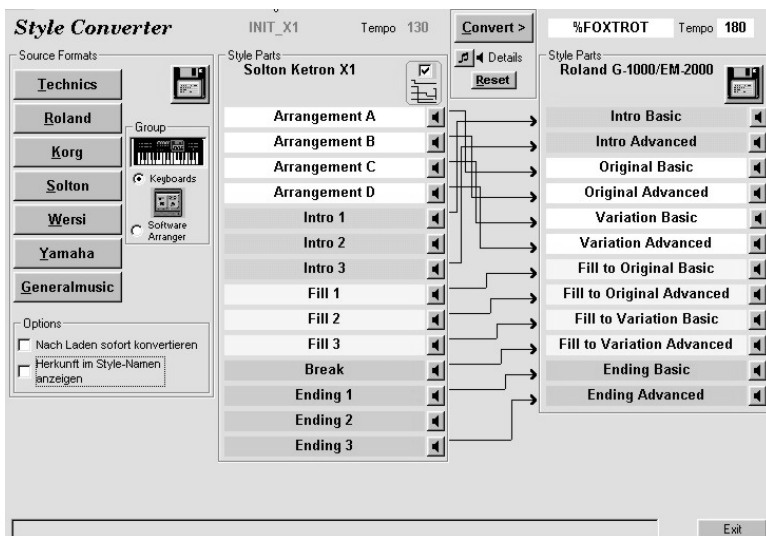 Style Converter
INIT_X1 Tempo 130
Convert >
%FOXTROT Tempo 180
Source Formats
Technics
Roland
Korg
Solton
Wersi
Yamaha
Generalmusic
Group
Keyboards
Software
Arranger
Options
Nach Laden sofort konvertieren
Herkunft im Style-Namen
anzeigen
Style Parts
Solton Ketron X1
Arrangement A
Arrangement B
Arrangement C
Arrangement D
Intro 1
Intro 2
Intro 3
Fill 1
Fill 2
Fill 3
Break
Ending 1
Ending 2
Ending 3
Details
Reset
Style Parts
Roland G-1000/EM-2000
Intro Basic
Intro Advanced
Original Basic
Original Advanced
Variation Basic
Variation Advanced
Fill to Original Basic
Fill to Original Advanced
Fill to Variation Basic
Fill to Variation Advanced
Ending Basic
Ending Advanced
Exit